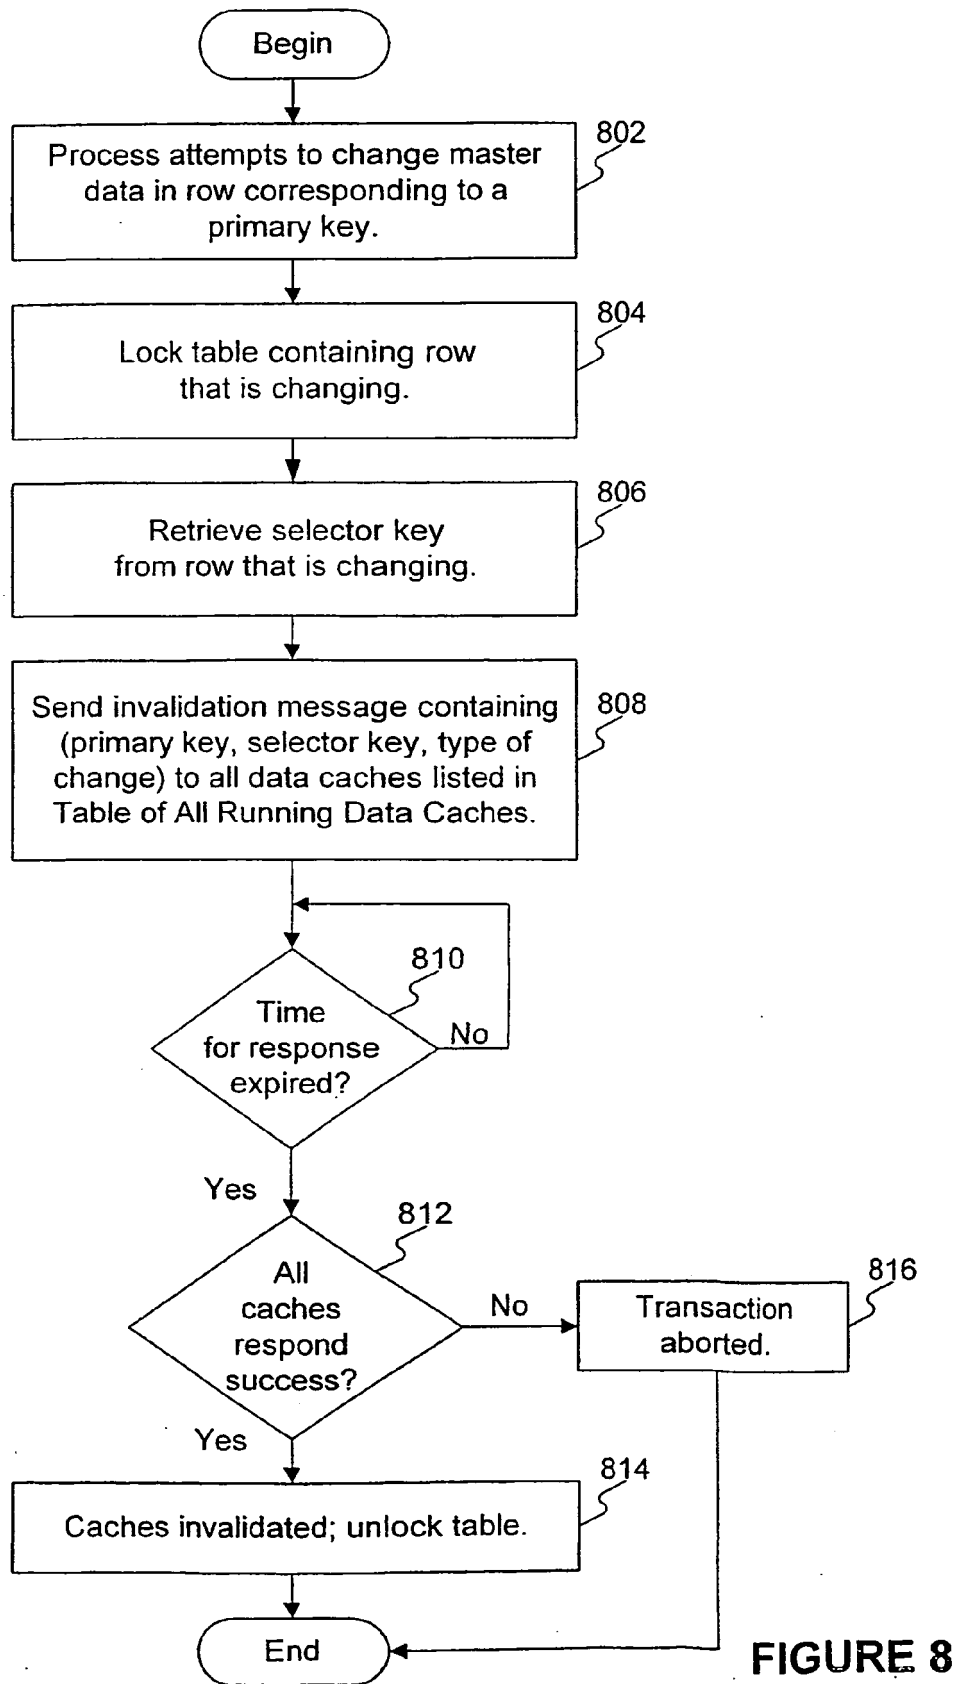 Begin
802
Process attempts to change master
data in row corresponding to a
primary key.
804
Lock table containing row
that is changing.
806
Retrieve selector key
from row that is changing.
808
Send invalidation message containing
(primary key, selector key, type of
change) to all data caches listed in
Table of All Running Data Caches.
810
Time
for response
expired?
No
Yes
812
All
caches
respond
success?
No
816
Transaction
aborted.
Yes
814
Caches invalidated; unlock table.
End
FIGURE 8